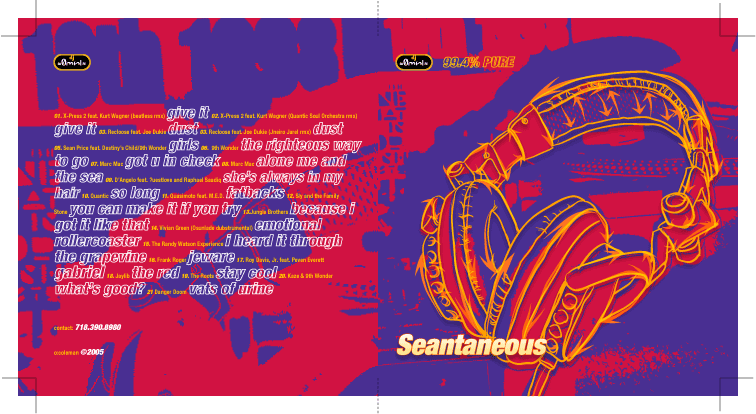 01. X-Press 2 feat. Kurt Wagner (beatless rmx) give it 02. X-Press 2 feat. Kurt Wagner (Quantic Soul Orchestra rmx)
give it 03. Recloose feat. Joe Dukie dust 03. Recloose feat. Joe Dukie (Jneiro Jarel rmx) dust
05. Sean Price feat. Destiny's Child/9th Wonder girls 06. 9th Wonder the righteous way
to go 07. Marc Mac got u in check 08. Marc Mac alone me and
the sea 09. D'Angelo feat. ?uestions and Raphael Saadiq she's always in my
hair 10. Quantic so long 11. Quasimoto feat. M.E.D. fatbacks 12. Sly and the Family
Stone you can make it if you try 13. Jungle Brothers because i
got it like that 14. Vivian Green (Osunlade dubstrumental) emotional
rollercoaster 15. The Randy Watson Experience i heard it through
the grapevine 16. Frank Roger jeware 17. Roy Davis, Jr. feat. Peven Everett
gabriel 18. Jaylib the red 19. The Roots stay cool 20. Kaze & 9th Wonder
what's good? 21 Danger Doom vats of urine
contact: 718.390.8980
©2005
99.4% PURE
Seantaneous